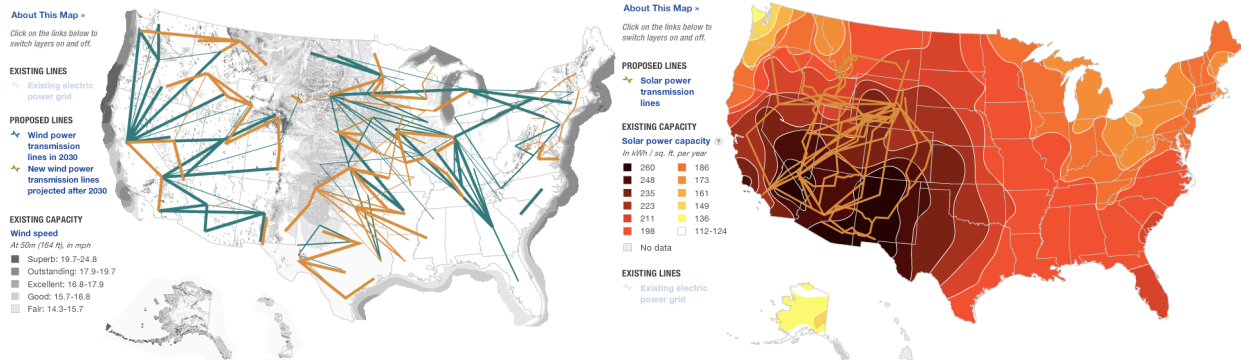 About This Map »
Click on the links below to
switch layers on and off.
EXISTING LINES
Existing electric
power grid
PROPOSED LINES
Wind power
transmission
lines in 2030
New wind power
transmission lines
projected after 2030
EXISTING CAPACITY
Wind speed
At 50m (164 ft), in mph
Superb: 19.7-24.8
Outstanding: 17.9-19.7
Excellent: 16.8-17.9
Good: 15.7-16.8
Fair: 14.3-15.7
About This Map »
Click on the links below to
switch layers on and off.
PROPOSED LINES
Solar power
transmission
lines
EXISTING CAPACITY
Solar power capacity ?
In kWh / sq. ft. per year
260 186
248 173
235 161
223 149
211 136
198 112-124
No data
EXISTING LINES
Existing electric
power grid